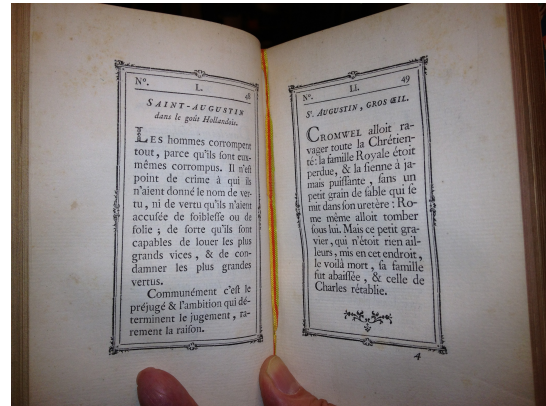 N°. L. 48
SAINT-AUGUSTIN
dans le goût Hollandois.
LES hommes corrompent
tout, parce qu'ils sont eux-
mêmes corrompus. Il n'est
point de crime à qui ils
n'aient donné le nom de ver-
tu, ni de vertu qu'ils n'aient
accusée de foiblesse ou de
folie ; de sorte qu'ils sont
capables de louer les plus
grands vices, & de con-
damner les plus grandes
vertus.
Communément c'est le
préjugé & l'ambition qui dé-
terminent le jugement, ra-
rement la raison.
N°. LI. 49
St. AUGUSTIN, GROS ŒIL.
CROMWEL alloit ra-
vager toute la Chrétien-
té: la famille Royale étoit
perdue, & la sienne à ja-
mais puissante, sans un
petit grain de sable qui se
mit dans son uretère : Ro-
me même alloit tomber
sous lui. Mais ce petit gra-
vier, qui n'étoit rien ail-
leurs, mis en cet endroit,
le voilà mort, sa famille
fut abaissée, & celle de
Charles rétablie.
4